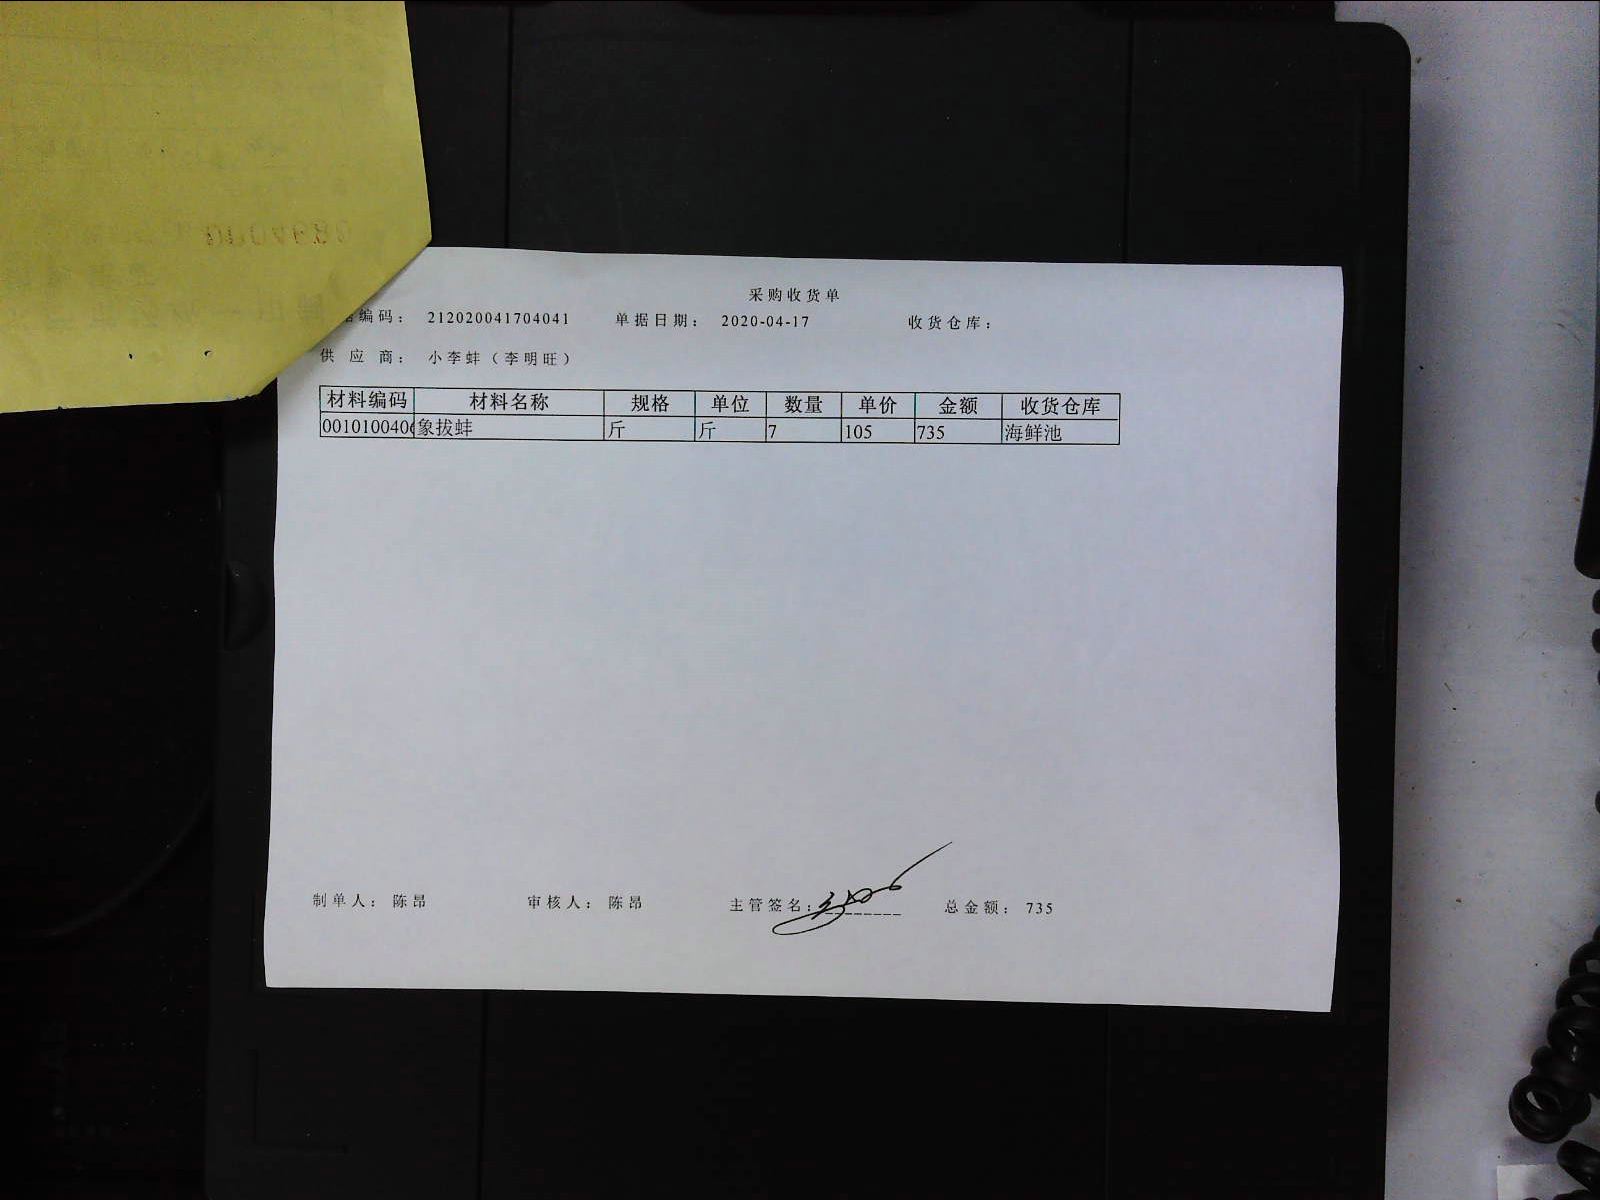 采购收货单
编码： 212020041704041 单据日期： 2020-04-17 收货仓库：
供应商： 小李蚌（李明旺）
材料编码 材料名称 规格 单位 数量 单价 金额 收货仓库
0010100406 象拔蚌 斤 斤 7 105 735 海鲜池
制单人： 陈昂 审核人： 陈昂 主管签名： 总金额： 735